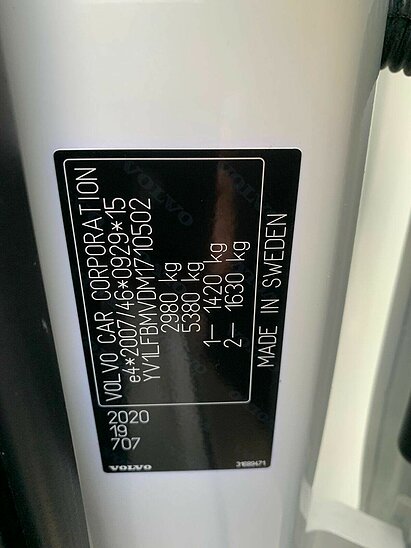 VOLVO CAR CORPORATION
e4*2007/46*0929*15
YV1LFBMVDM1710502
2980 kg
5380 kg
1— 1420 kg
2— 1630 kg
MADE IN SWEDEN
2020
19
707
VOLVO
31689471